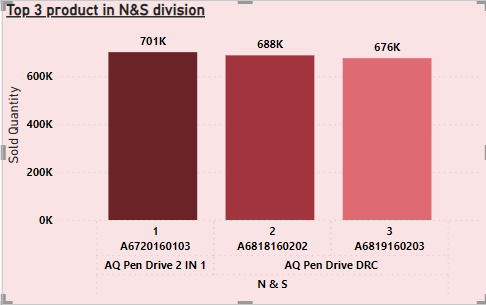 Top 3 product in N&S division
701K
688K
676K
Sold Quantity
600K
400K
200K
0K
1 2 3
A6720160103 A6818160202 A6819160203
AQ Pen Drive 2 IN 1 AQ Pen Drive DRC
N & S